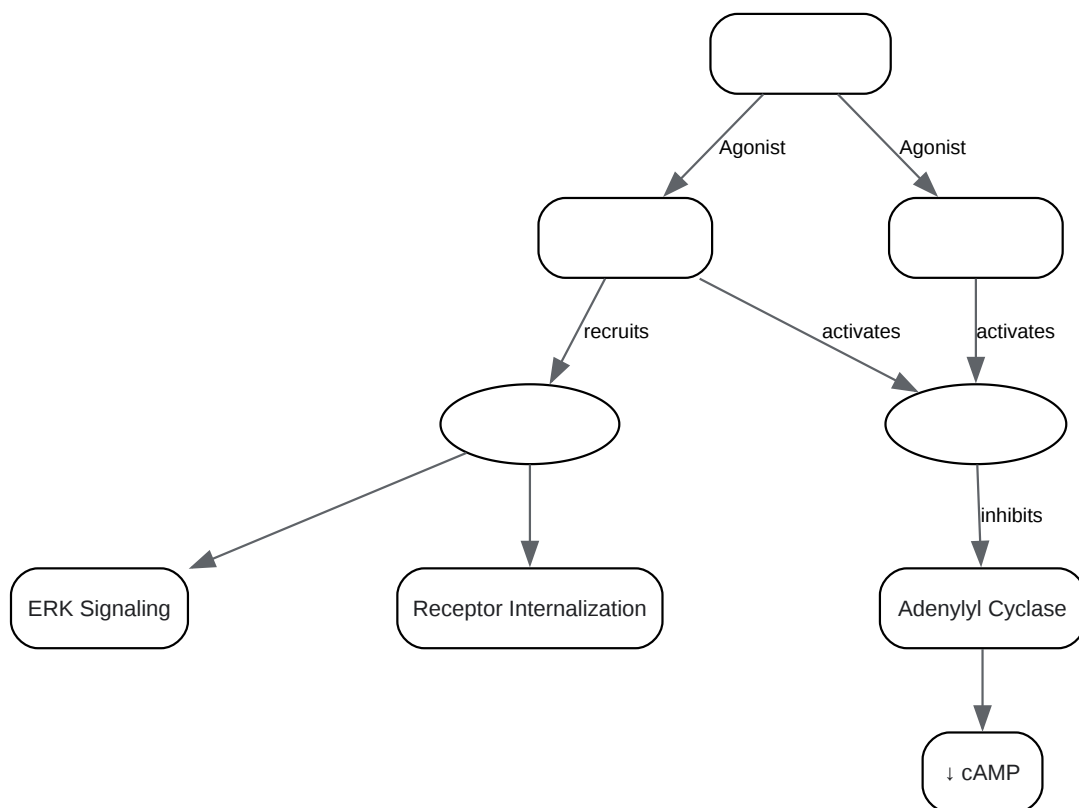 Agonist
Agonist
recruits
activates
activates
inhibits
ERK Signaling
Receptor Internalization
Adenylyl Cyclase
↓ cAMP